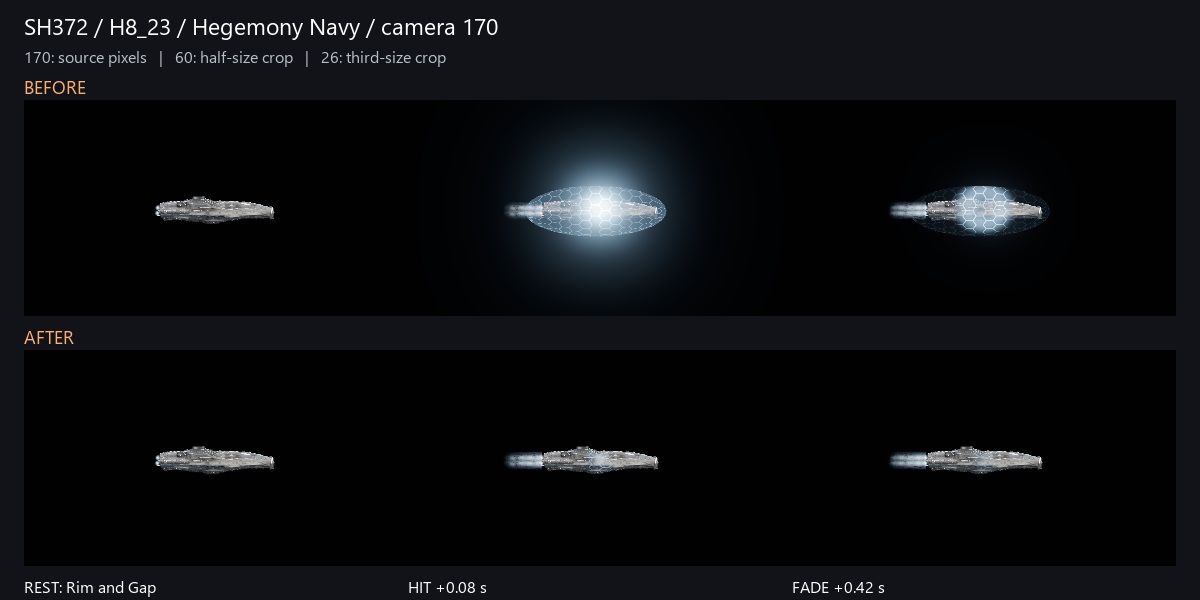 SH372 / H8_23 / Hegemony Navy / camera 170
170: source pixels | 60: half-size crop | 26: third-size crop
BEFORE
AFTER
REST: Rim and Gap HIT +0.08 s FADE +0.42 s